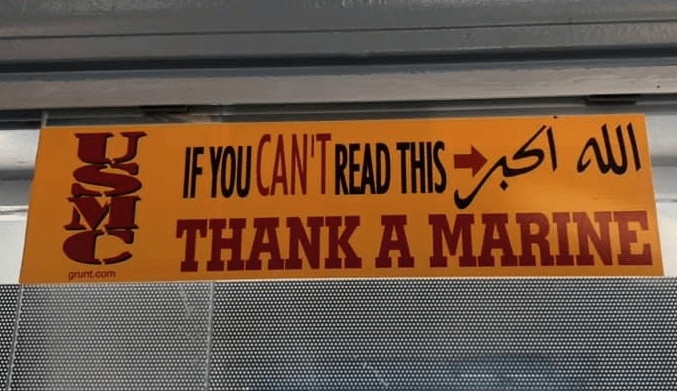 USMC
IF YOU CAN'T READ THIS → الله اكبر
THANK A MARINE
grunt.com